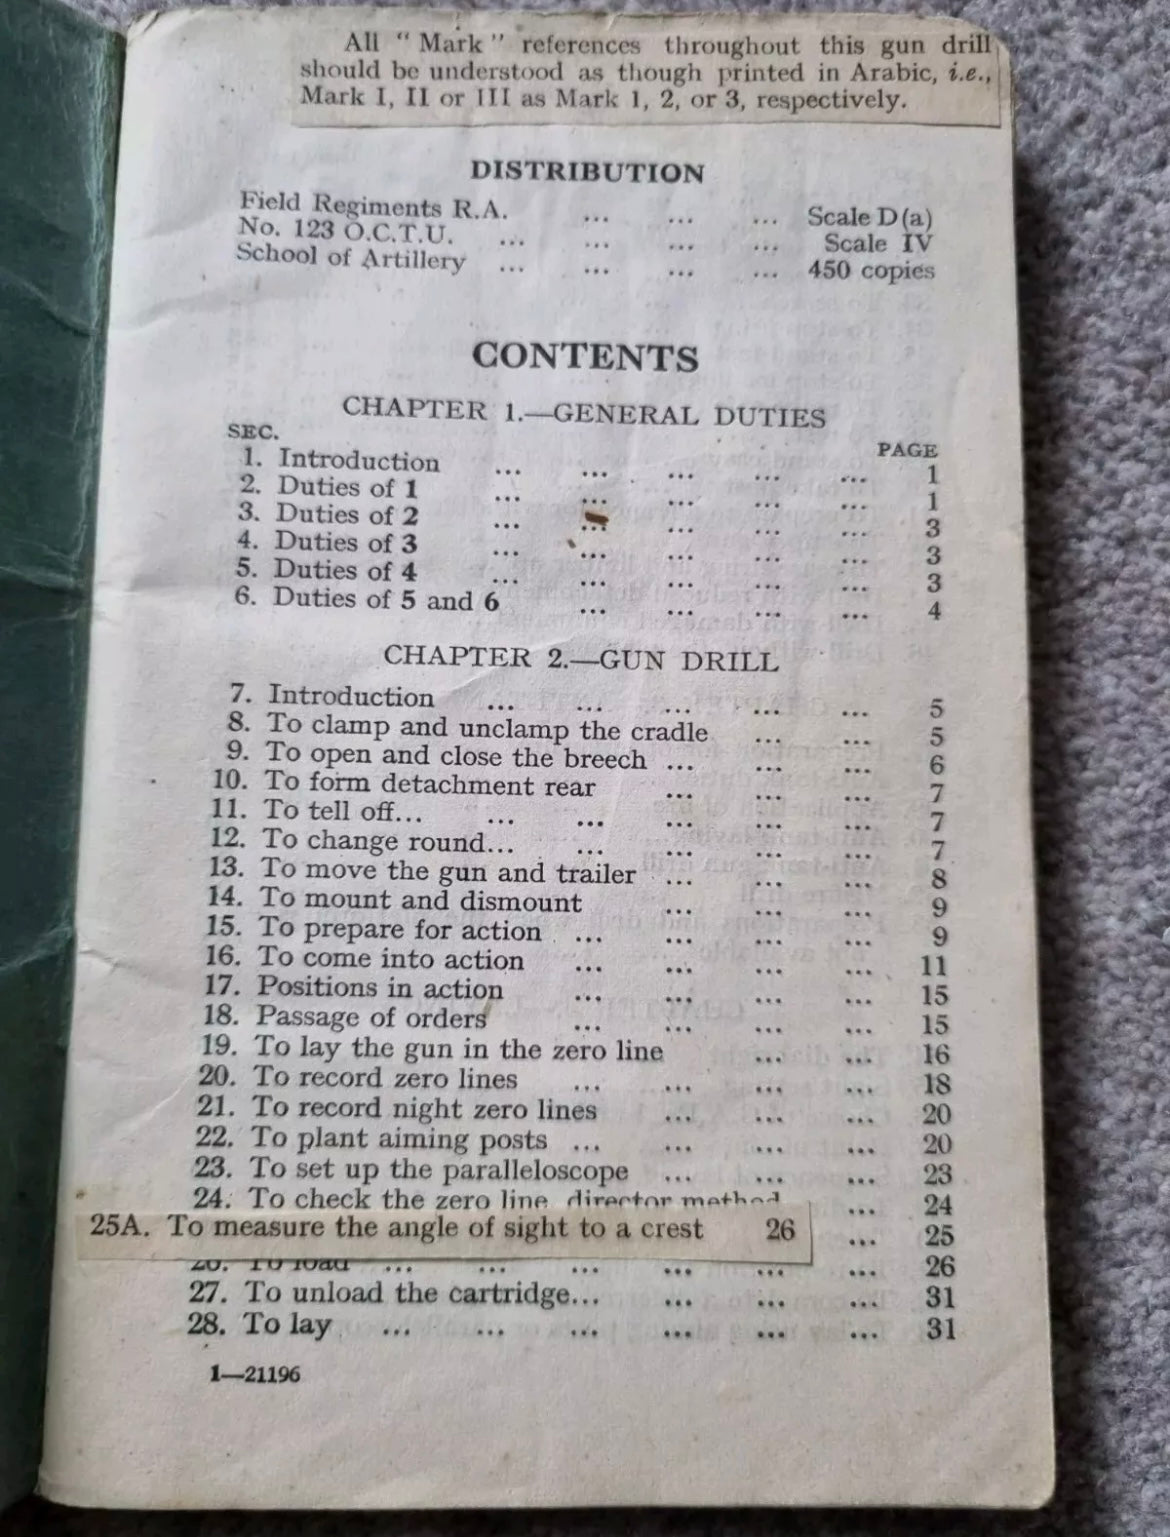 All “ Mark ” references throughout this gun drill
should be understood as though printed in Arabic, i.e.,
Mark I, II or III as Mark 1, 2, or 3, respectively.
DISTRIBUTION
Field Regiments R.A. ... ... ... Scale D (a)
No. 123 O.C.T.U. ... ... ... ... Scale IV
School of Artillery ... ... ... ... 450 copies
CONTENTS
CHAPTER 1.—GENERAL DUTIES
SEC. PAGE
1. Introduction ... ... ... ... ... 1
2. Duties of 1 ... ... ... ... ... 1
3. Duties of 2 ... ... ... ... ... 3
4. Duties of 3 ... ... ... ... ... 3
5. Duties of 4 ... ... ... ... ... 3
6. Duties of 5 and 6 ... ... ... ... 4
CHAPTER 2.—GUN DRILL
7. Introduction ... ... ... ... ... 5
8. To clamp and unclamp the cradle ... ... 5
9. To open and close the breech ... ... ... 6
10. To form detachment rear ... ... ... 7
11. To tell off... ... ... ... ... ... 7
12. To change round... ... ... ... ... 7
13. To move the gun and trailer ... ... ... 8
14. To mount and dismount ... ... ... 9
15. To prepare for action ... ... ... ... 9
16. To come into action ... ... ... ... 11
17. Positions in action ... ... ... ... 15
18. Passage of orders ... ... ... ... 15
19. To lay the gun in the zero line ... ... 16
20. To record zero lines ... ... ... ... 18
21. To record night zero lines ... ... ... 20
22. To plant aiming posts ... ... ... ... 20
23. To set up the paralleloscope ... ... ... 23
24. To check the zero line, director method ... 24
25A. To measure the angle of sight to a crest 26
... 25
26. To load ... ... ... ... ... ... 26
27. To unload the cartridge... ... ... ... 31
28. To lay ... ... ... ... ... ... 31
1—21196